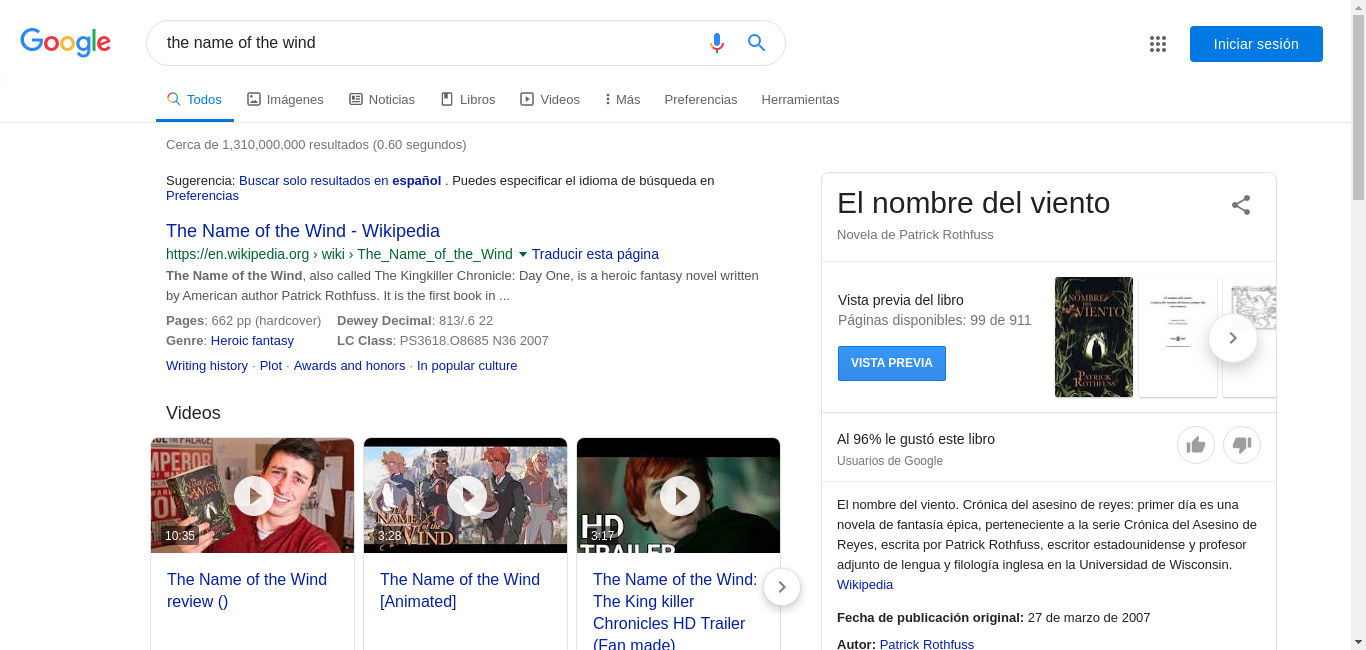 Google
the name of the wind
Iniciar sesión
Todos
Imágenes
Noticias
Libros
Videos
Más
Preferencias
Herramientas
Cerca de 1,310,000,000 resultados (0.60 segundos)
Sugerencia: Buscar solo resultados en español . Puedes especificar el idioma de búsqueda en
Preferencias
The Name of the Wind - Wikipedia
https://en.wikipedia.org › wiki › The_Name_of_the_Wind Traducir esta página
The Name of the Wind, also called The Kingkiller Chronicle: Day One, is a heroic fantasy novel written
by American author Patrick Rothfuss. It is the first book in ...
Pages: 662 pp (hardcover) Dewey Decimal: 813/.6 22
Genre: Heroic fantasy LC Class: PS3618.O8685 N36 2007
Writing history · Plot · Awards and honors · In popular culture
Videos
10:35
The Name of the Wind
review ()
NAME
of the
WIND
3:28
The Name of the Wind
[Animated]
HD
TRAILER
3:17
The Name of the Wind:
The King killer
Chronicles HD Trailer
(Fan made)
El nombre del viento
Novela de Patrick Rothfuss
Vista previa del libro
Páginas disponibles: 99 de 911
VISTA PREVIA
NOMBRE
DEL
VIENTO
PATRICK
ROTHFUSS
Al 96% le gustó este libro
Usuarios de Google
El nombre del viento. Crónica del asesino de reyes: primer día es una
novela de fantasía épica, perteneciente a la serie Crónica del Asesino de
Reyes, escrita por Patrick Rothfuss, escritor estadounidense y profesor
adjunto de lengua y filología inglesa en la Universidad de Wisconsin.
Wikipedia
Fecha de publicación original: 27 de marzo de 2007
Autor: Patrick Rothfuss